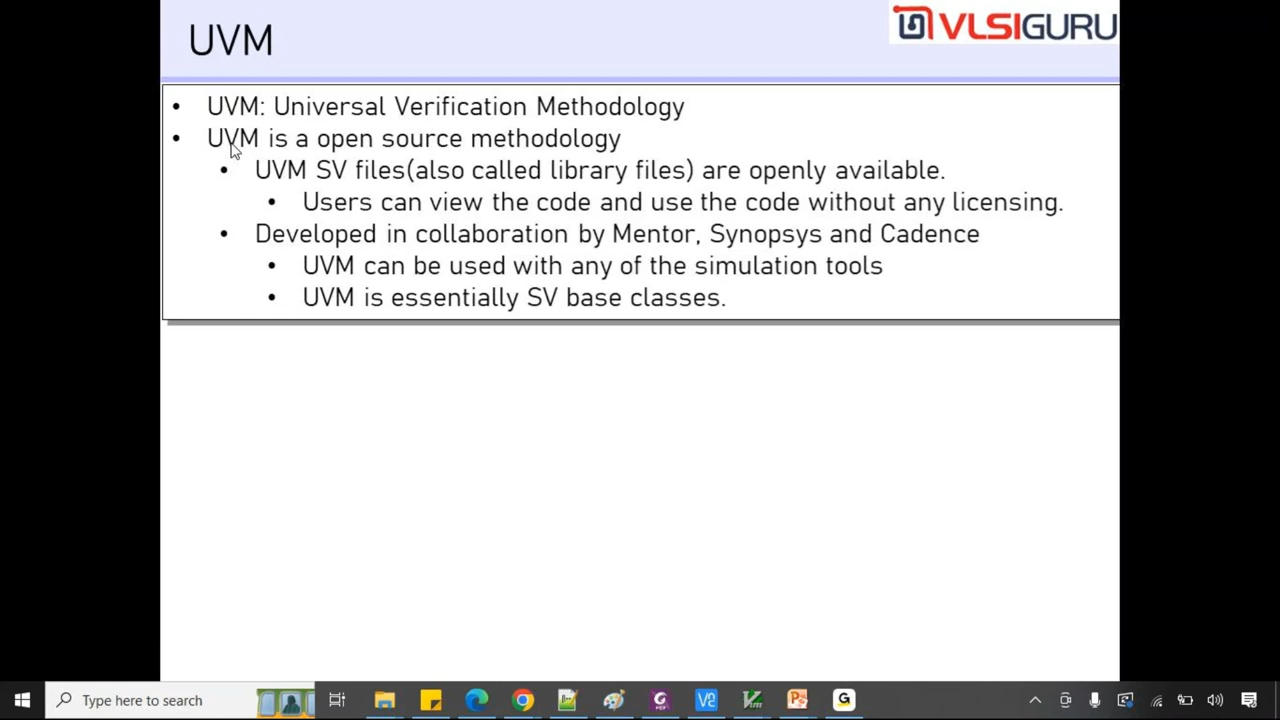 UVM
VLSIGURU
• UVM: Universal Verification Methodology
• UVM is a open source methodology
• UVM SV files(also called library files) are openly available.
• Users can view the code and use the code without any licensing.
• Developed in collaboration by Mentor, Synopsys and Cadence
• UVM can be used with any of the simulation tools
• UVM is essentially SV base classes.
Type here to search